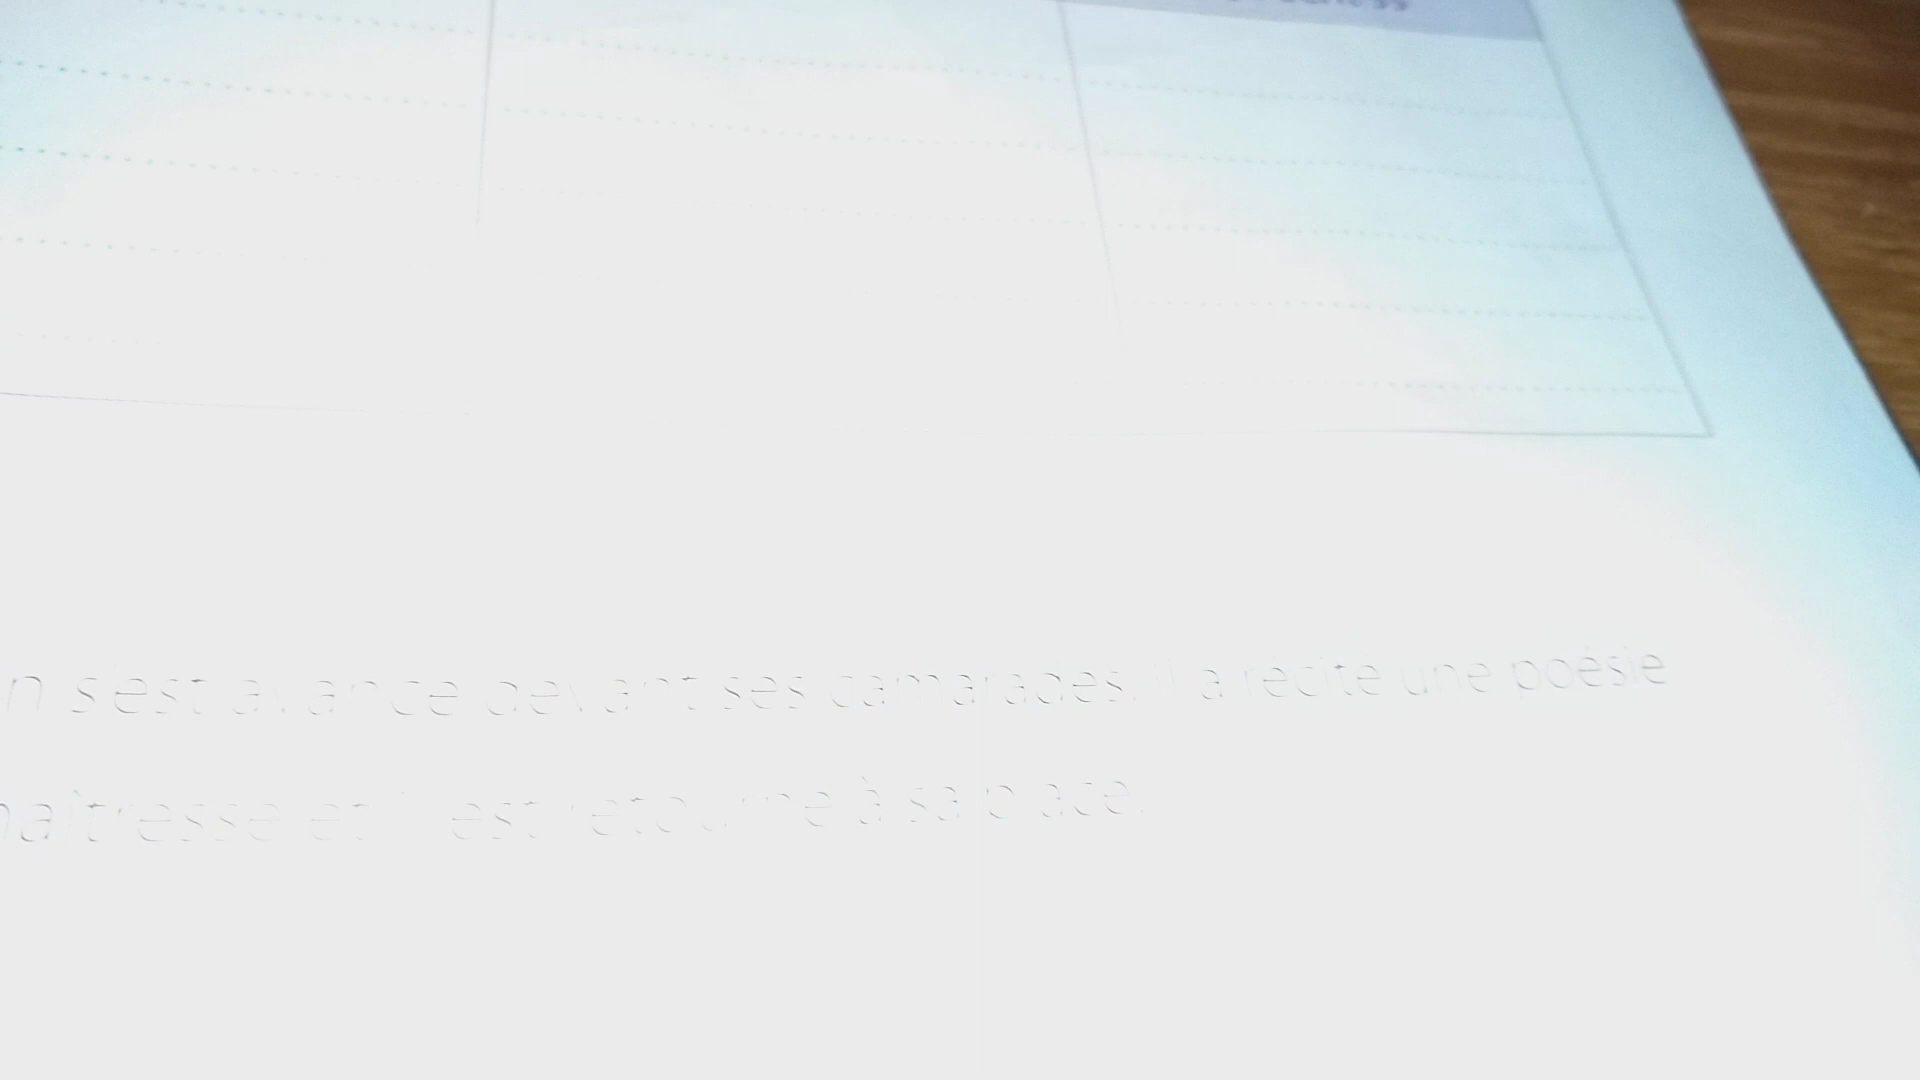 n s'est avancé devant ses camarades. Il a récité une poésie
maîtresse et il est retourné à sa place.